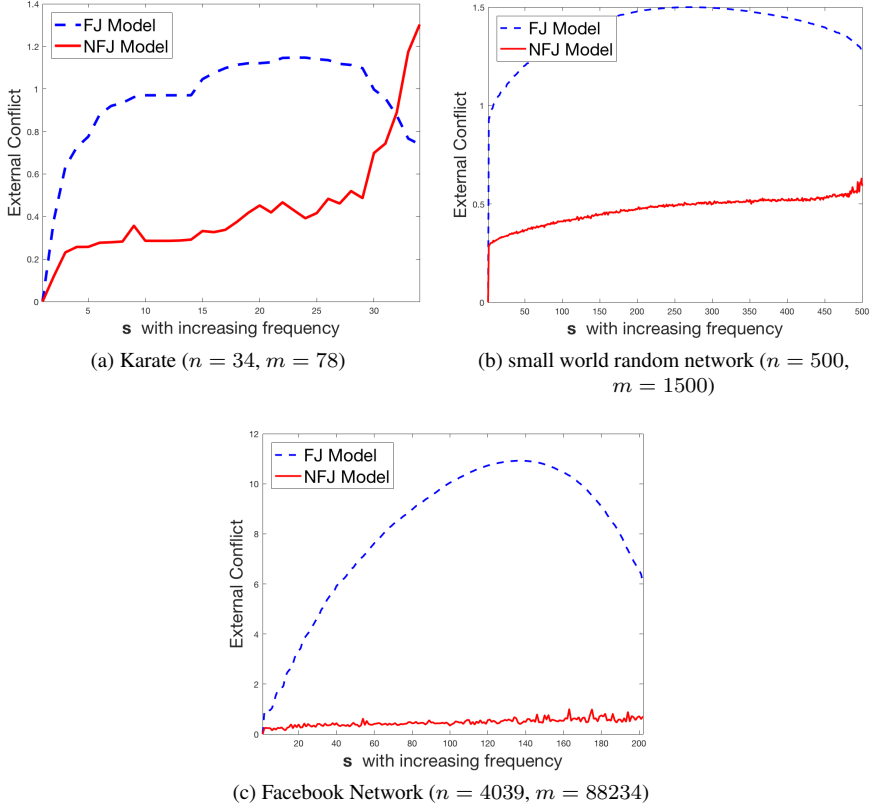 1.4
1.2
1
0.8
0.6
0.4
0.2
0
External Conflict
FJ Model
NFJ Model
5 10 15 20 25 30
s with increasing frequency
(a) Karate (n = 34, m = 78)
1.5
1
0.5
0
External Conflict
FJ Model
NFJ Model
50 100 150 200 250 300 350 400 450 500
s with increasing frequency
(b) small world random network (n = 500,
m = 1500)
12
10
8
6
4
2
0
External Conflict
FJ Model
NFJ Model
20 40 60 80 100 120 140 160 180 200
s with increasing frequency
(c) Facebook Network (n = 4039, m = 88234)